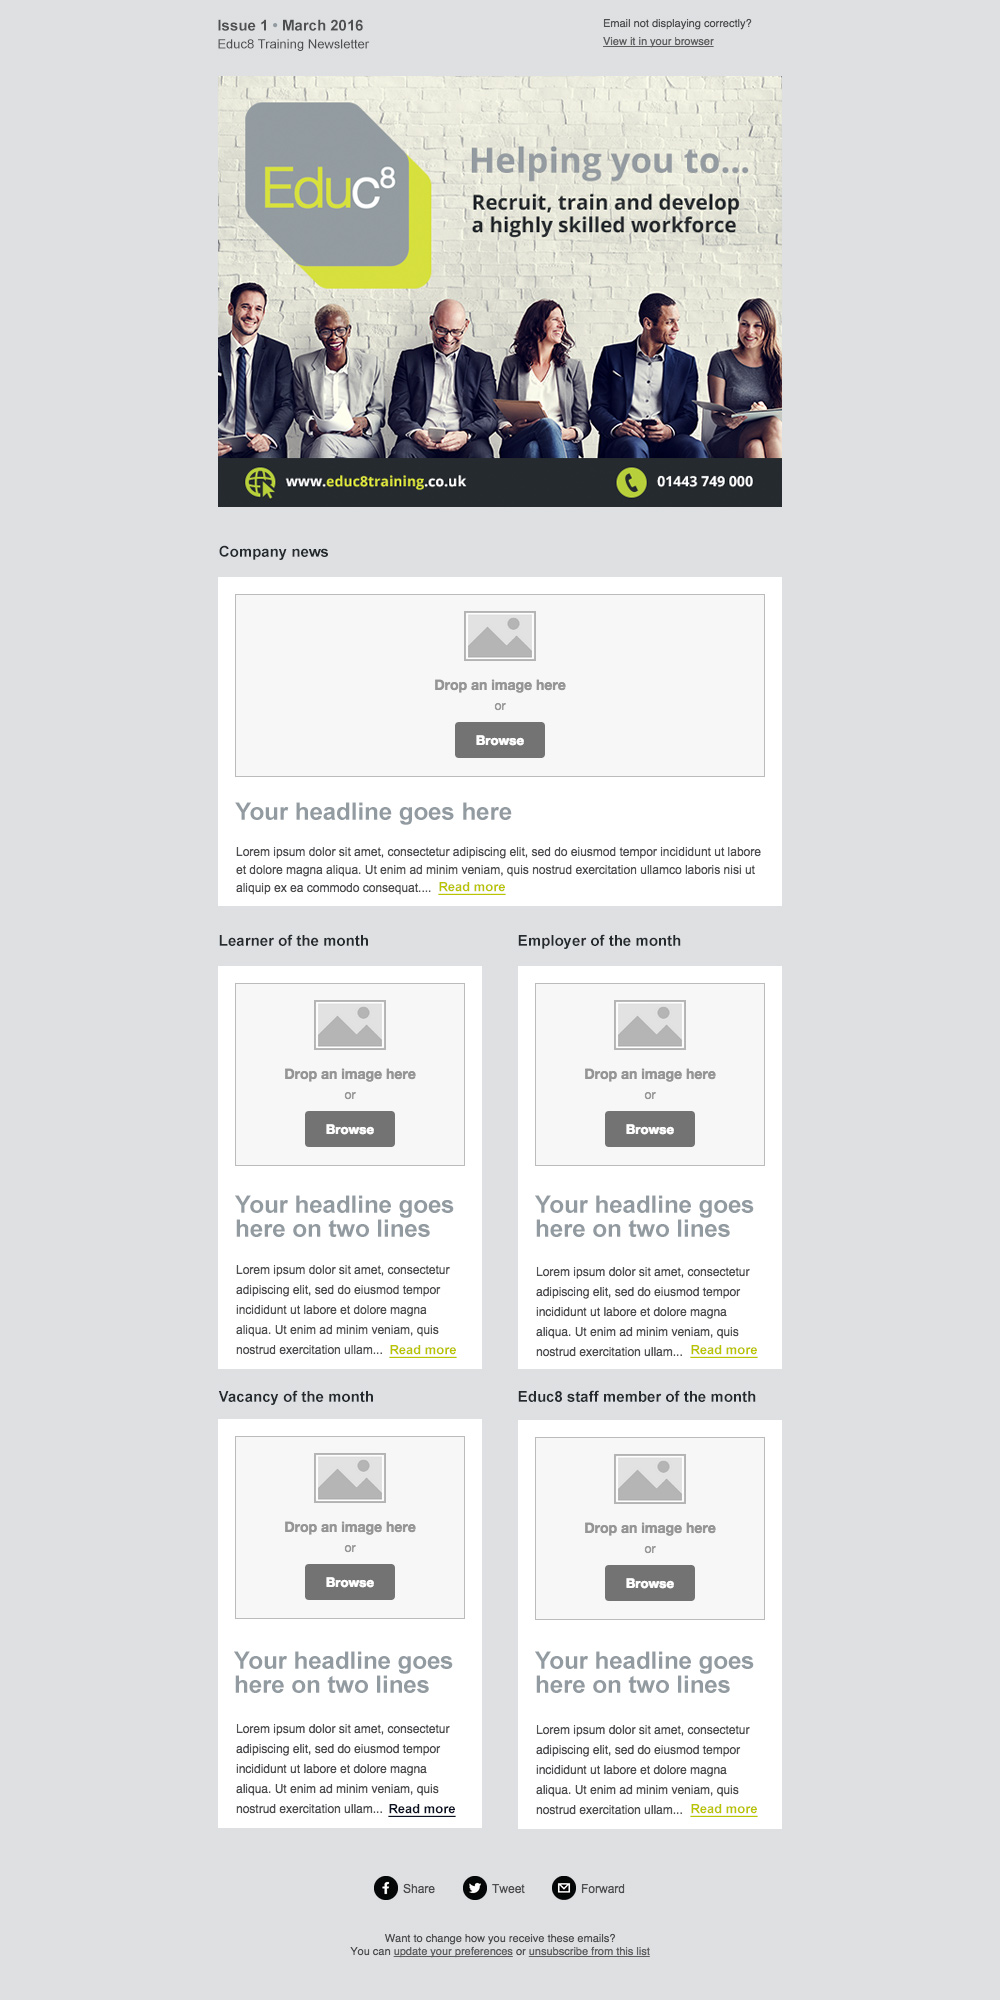 Issue 1 • March 2016
Educ8 Training Newsletter
Email not displaying correctly?
View it in your browser
Educ8
Helping you to...
Recruit, train and develop
a highly skilled workforce
www.educ8training.co.uk
01443 749 000
Company news
Drop an image here
or
Browse
Your headline goes here
Lorem ipsum dolor sit amet, consectetur adipiscing elit, sed do eiusmod tempor incididunt ut labore
et dolore magna aliqua. Ut enim ad minim veniam, quis nostrud exercitation ullamco laboris nisi ut
aliquip ex ea commodo consequat.... Read more
Learner of the month
Drop an image here
or
Browse
Your headline goes
here on two lines
Lorem ipsum dolor sit amet, consectetur
adipiscing elit, sed do eiusmod tempor
incididunt ut labore et dolore magna
aliqua. Ut enim ad minim veniam, quis
nostrud exercitation ullam... Read more
Employer of the month
Drop an image here
or
Browse
Your headline goes
here on two lines
Lorem ipsum dolor sit amet, consectetur
adipiscing elit, sed do eiusmod tempor
incididunt ut labore et dolore magna
aliqua. Ut enim ad minim veniam, quis
nostrud exercitation ullam... Read more
Vacancy of the month
Drop an image here
or
Browse
Your headline goes
here on two lines
Lorem ipsum dolor sit amet, consectetur
adipiscing elit, sed do eiusmod tempor
incididunt ut labore et dolore magna
aliqua. Ut enim ad minim veniam, quis
nostrud exercitation ullam... Read more
Educ8 staff member of the month
Drop an image here
or
Browse
Your headline goes
here on two lines
Lorem ipsum dolor sit amet, consectetur
adipiscing elit, sed do eiusmod tempor
incididunt ut labore et dolore magna
aliqua. Ut enim ad minim veniam, quis
nostrud exercitation ullam... Read more
Share
Tweet
Forward
Want to change how you receive these emails?
You can update your preferences or unsubscribe from this list